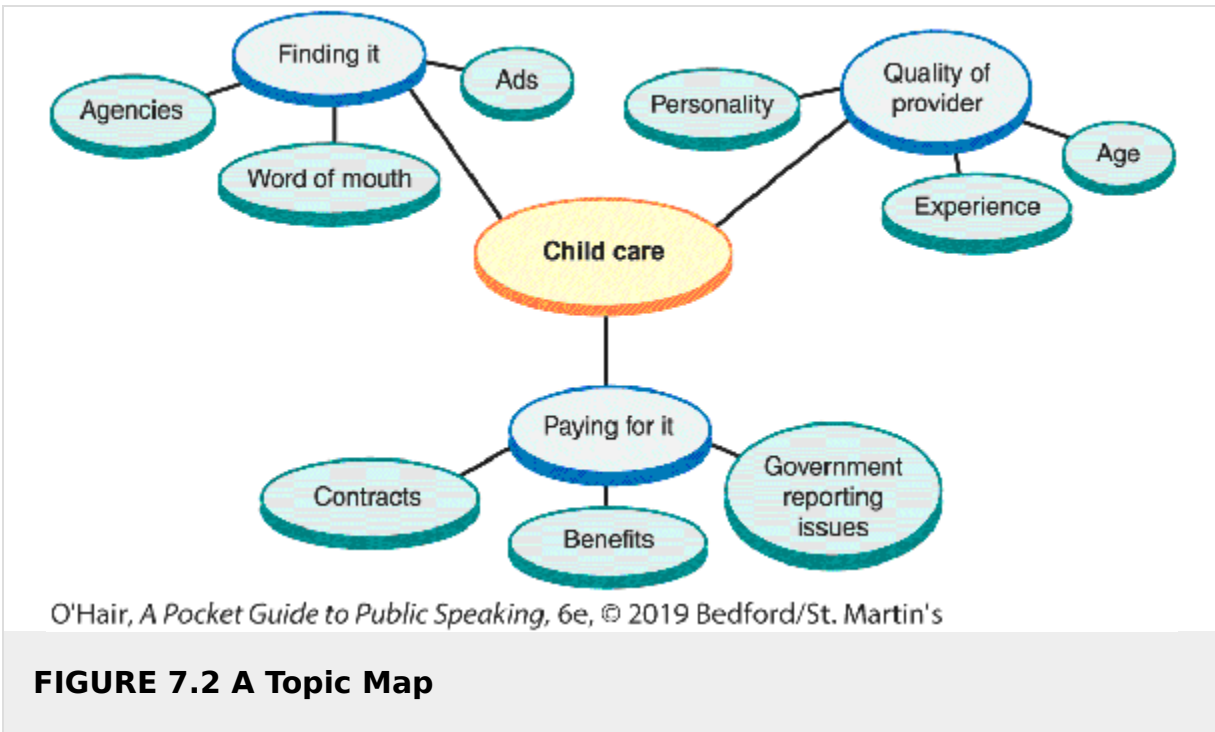 Finding it
Agencies
Ads
Word of mouth
Quality of
provider
Personality
Age
Experience
Child care
Paying for it
Contracts
Benefits
Government
reporting
issues
O'Hair, A Pocket Guide to Public Speaking, 6e, © 2019 Bedford/St. Martin's
FIGURE 7.2 A Topic Map